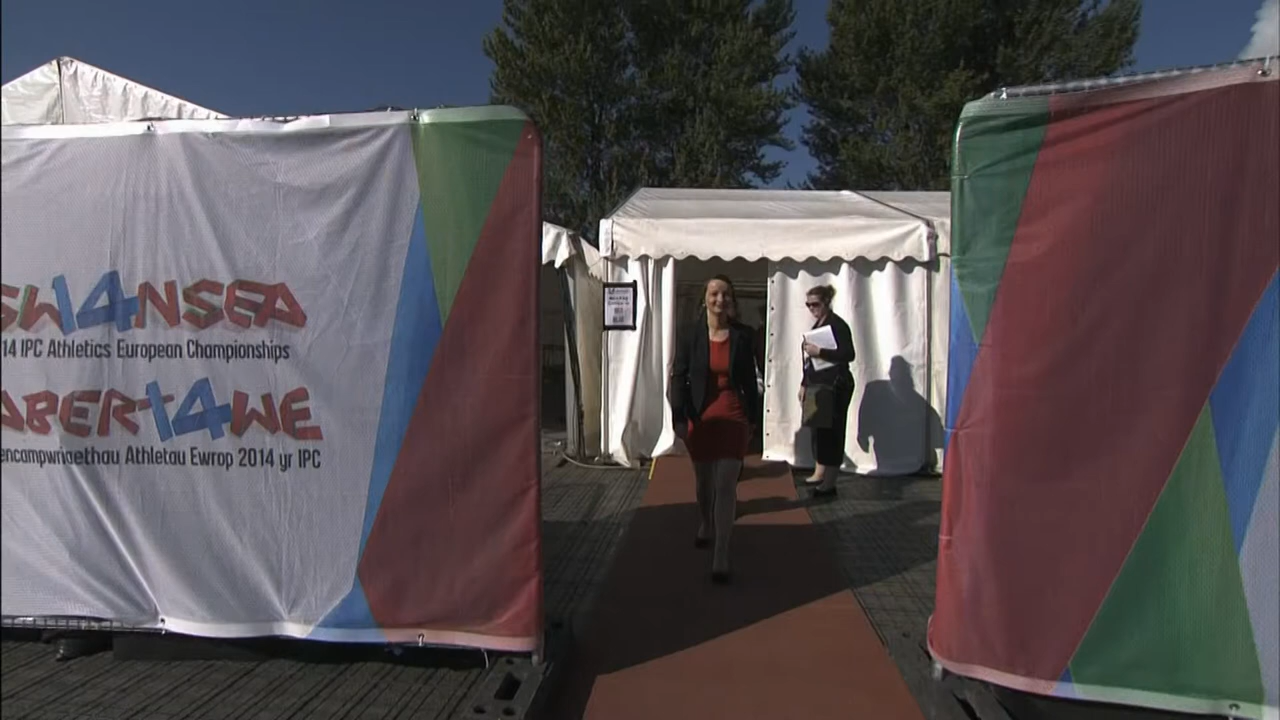 SW14NSEA
14 IPC Athletics European Championships
ABERT14WE
encampwriaethau Athletau Ewrop 2014 yr IPC